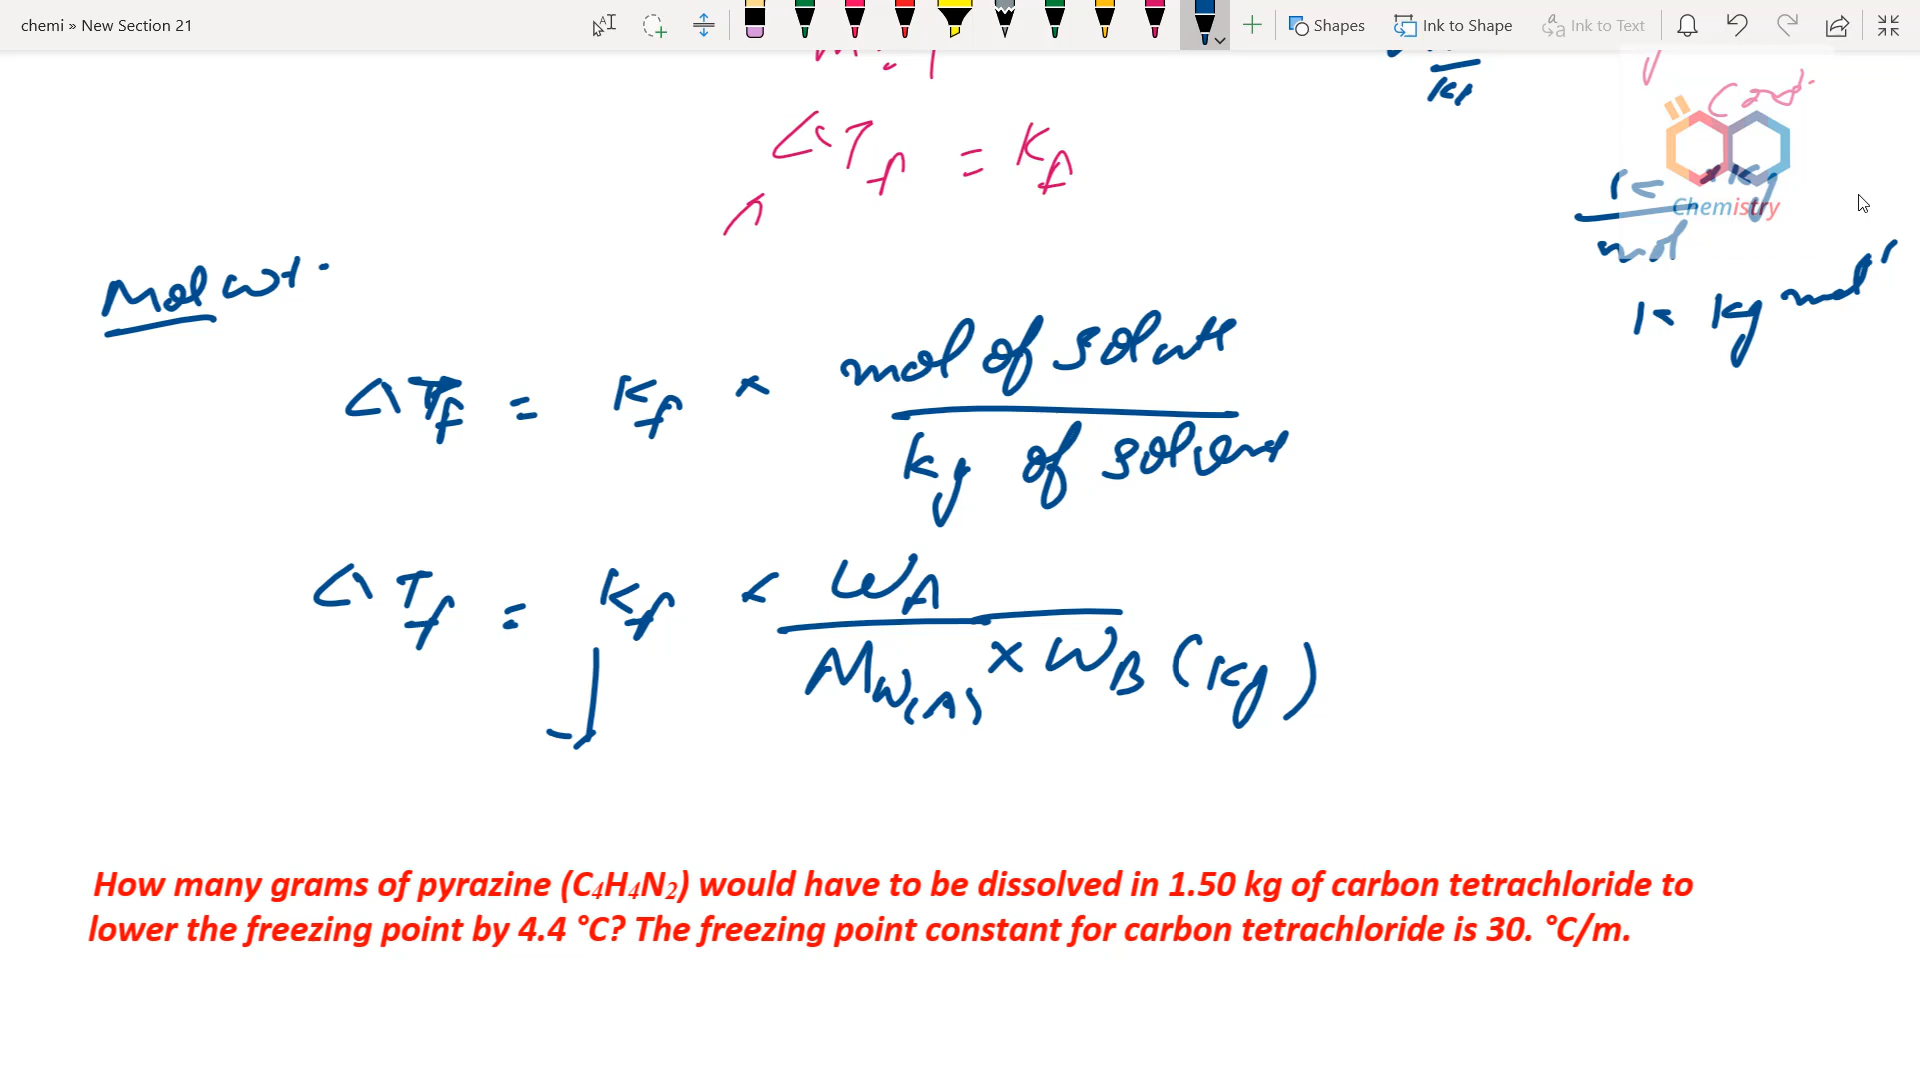 chemi » New Section 21
Shapes
Ink to Shape
Ink to Text
ΔTf = Kf
Chemistry
mol
K kg mol⁻¹
Mol wt.
ΔTf = Kf × mol of solute
kg of solvent
ΔTf = Kf × WA
Mw(A) × WB (kg)
How many grams of pyrazine (C₄H₄N₂) would have to be dissolved in 1.50 kg of carbon tetrachloride to
lower the freezing point by 4.4 °C? The freezing point constant for carbon tetrachloride is 30. °C/m.